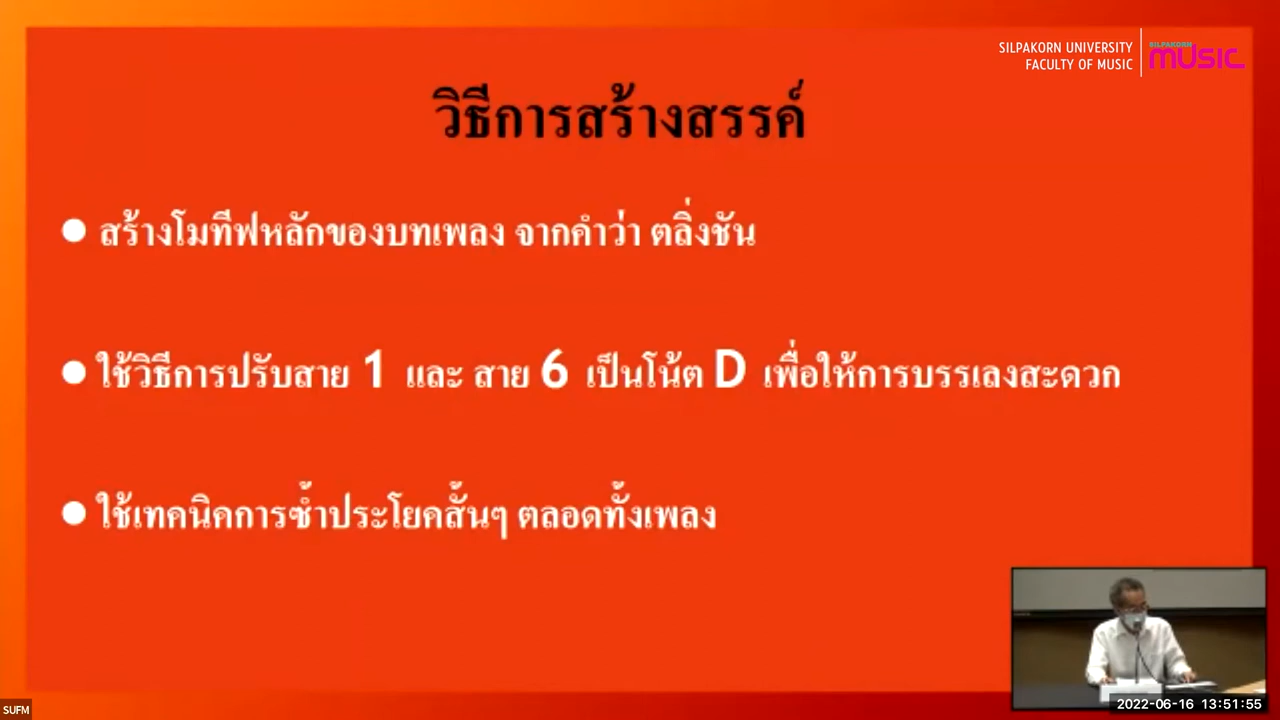 SILPAKORN UNIVERSITY
FACULTY OF MUSIC
SILPAKORN
MUSIC
วิธีการสร้างสรรค์
สร้างโมทีฟหลักของบทเพลง จากคำว่า ตลิ่งชัน
ใช้วิธีการปรับสาย 1 และ สาย 6 เป็นโน้ต D เพื่อให้การบรรเลงสะดวก
ใช้เทคนิคการซ้ำประโยคสั้นๆ ตลอดทั้งเพลง
SUFM
2022-06-16 13:51:55